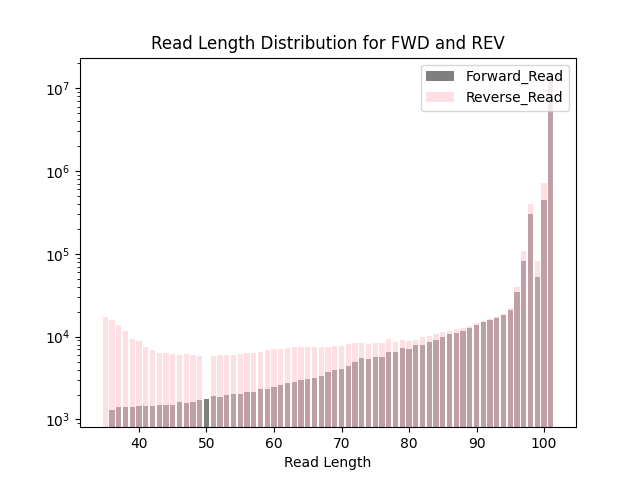 Read Length Distribution for FWD and REV
Forward_Read
Reverse_Read
10⁷
10⁶
10⁵
10⁴
10³
40 50 60 70 80 90 100
Read Length